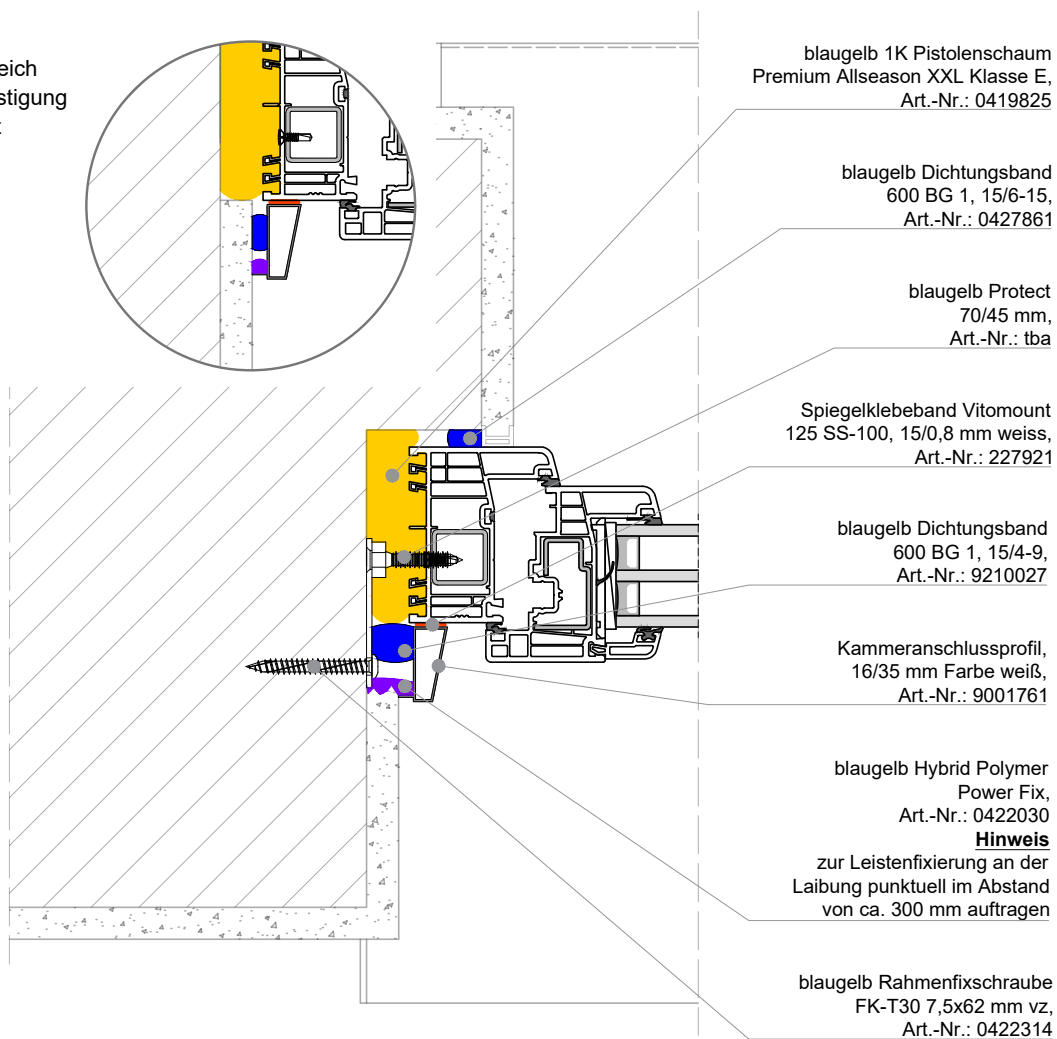 eich
stigung
blaugelb 1K Pistolenschaum
Premium Allseason XXL Klasse E,
Art.-Nr.: 0419825
blaugelb Dichtungsband
600 BG 1, 15/6-15,
Art.-Nr.: 0427861
blaugelb Protect
70/45 mm,
Art.-Nr.: tba
Spiegelklebeband Vitomount
125 SS-100, 15/0,8 mm weiss,
Art.-Nr.: 227921
blaugelb Dichtungsband
600 BG 1, 15/4-9,
Art.-Nr.: 9210027
Kammeranschlussprofil,
16/35 mm Farbe weiß,
Art.-Nr.: 9001761
blaugelb Hybrid Polymer
Power Fix,
Art.-Nr.: 0422030
Hinweis
zur Leistenfixierung an der
Laibung punktuell im Abstand
von ca. 300 mm auftragen
blaugelb Rahmenfixschraube
FK-T30 7,5x62 mm vz,
Art.-Nr.: 0422314